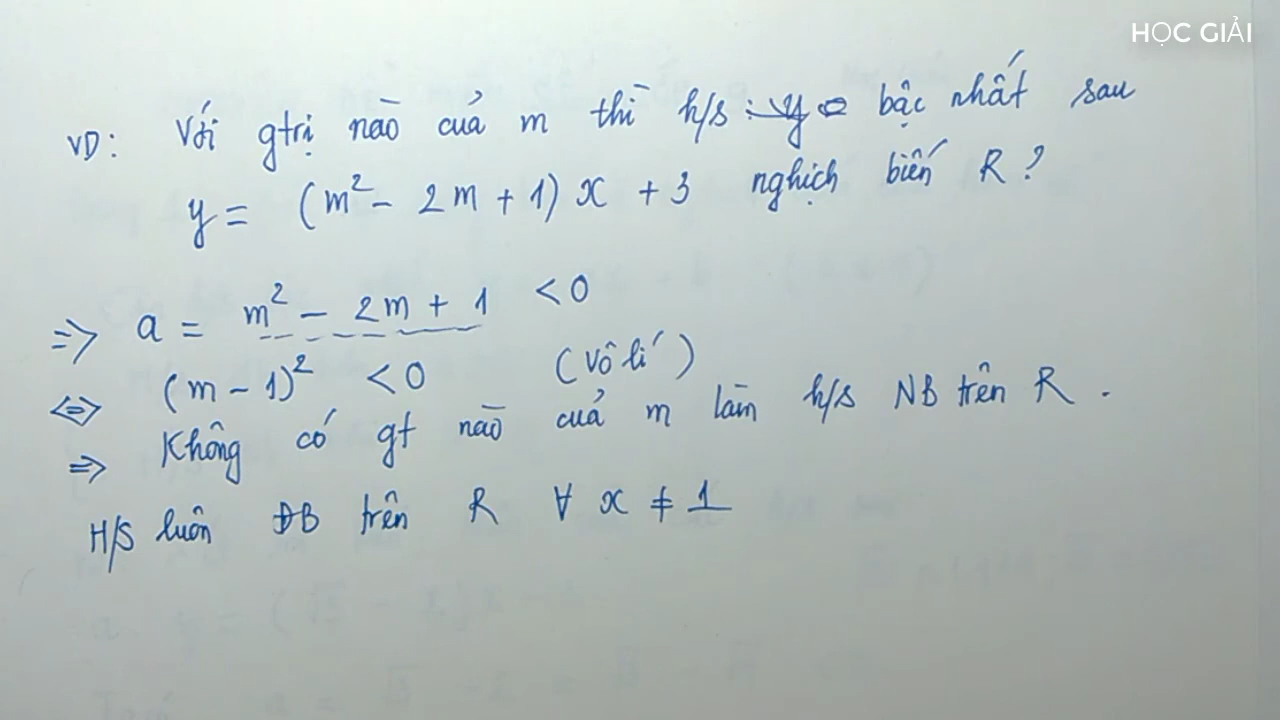 HỌC GIẢI
VD: Với gtrị nào của m thì h/s: y = bậc nhất sau
y = (m² - 2m + 1) x + 3 nghịch biến R?
=> a = m² - 2m + 1 < 0
<=> (m - 1)² < 0 (Vô lí)
=> Không có gt nào của m làm h/s NB trên R.
H/S luôn ĐB trên R ∀ x ≠ 1